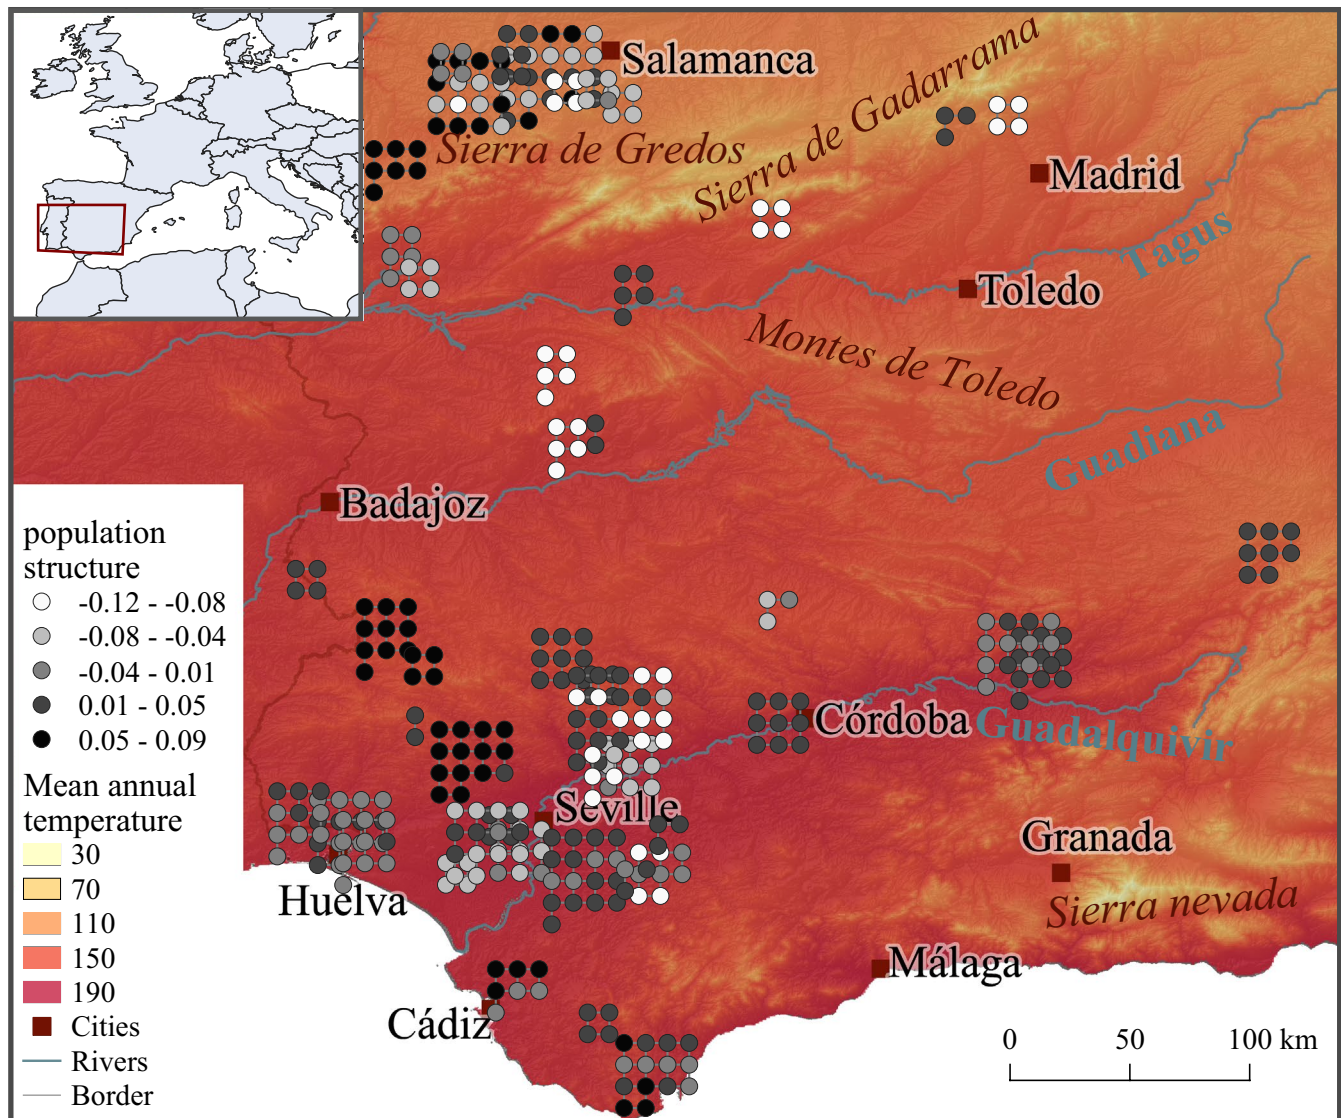 Salamanca
Sierra de Gadarrama
Sierra de Gredos
Madrid
Tagus
Toledo
Montes de Toledo
Guadiana
Badajoz
population
structure
-0.12 - -0.08
-0.08 - -0.04
-0.04 - 0.01
0.01 - 0.05
0.05 - 0.09
Mean annual
temperature
30
70
110
150
190
Cities
Rivers
Border
Córdoba
Guadalquivir
Seville
Granada
Huelva
Sierra nevada
Málaga
Cádiz
0 50 100 km